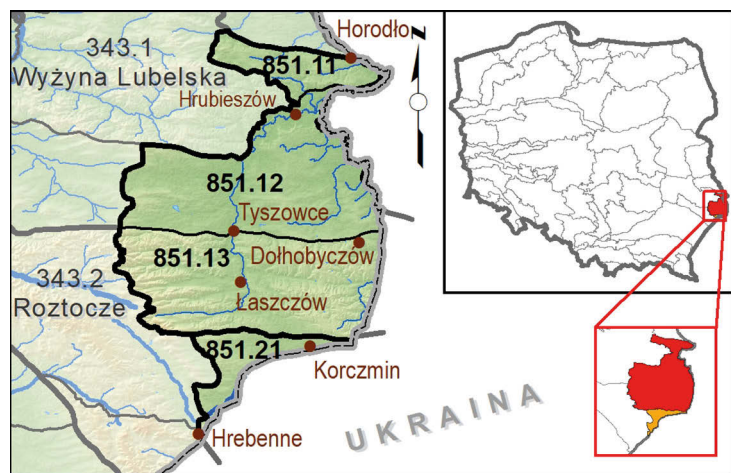 Horodło
343.1
Wyżyna Lubelska
851.11
Hrubieszów
N
851.12
Tyszowce
851.13
Dołhobyczów
343.2
Roztocze
Łaszczów
851.21
Korczmin
UKRAINA
Hrebenne